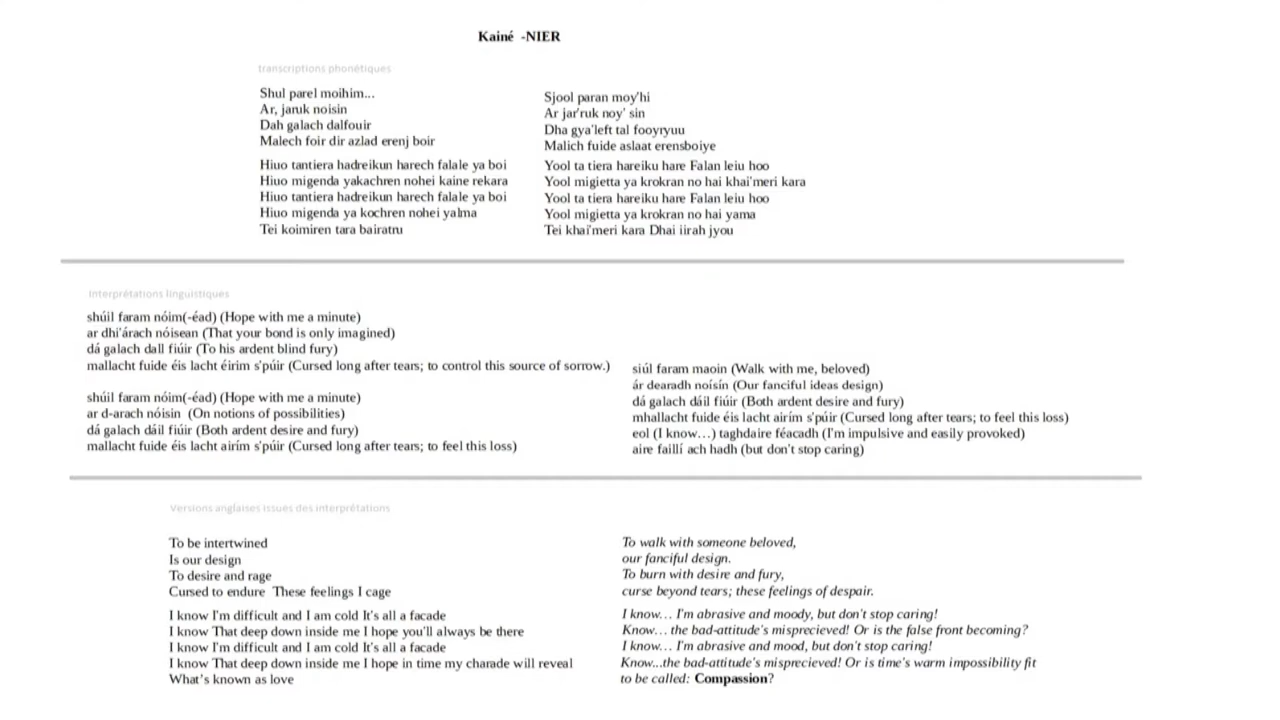 Kainé -NIER
transcriptions phonétiques
Shul parel moihim...
Ar, jaruk noisin
Dah galach dalfouir
Malech foir dir azlad erenj boir
Hiuo tantiera hadreikun harech falale ya boi
Hiuo migenda yakachren nohei kaine rekara
Hiuo tantiera hadreikun harech falale ya boi
Hiuo migenda ya kochren nohei yalma
Tei koimiren tara bairatru
Sjool paran moy'hi
Ar jar'ruk noy' sin
Dha gya'left tal fooyryuu
Malich fuide aslaat erensboiye
Yool ta tiera hareiku hare Falan leiu hoo
Yool migietta ya krokran no hai khai'meri kara
Yool ta tiera hareiku hare Falan leiu hoo
Yool migietta ya krokran no hai yama
Tei khai'meri kara Dhai iirah jyou
Interprétations linguistiques
shúil faram nóim(-éad) (Hope with me a minute)
ar dhi'árach nóisean (That your bond is only imagined)
dá galach dall fiúir (To his ardent blind fury)
mallacht fuide éis lacht éirim s'púir (Cursed long after tears; to control this source of sorrow.)
shúil faram nóim(-éad) (Hope with me a minute)
ar d-arach nóisin (On notions of possibilities)
dá galach dáil fiúir (Both ardent desire and fury)
mallacht fuide éis lacht airím s'púir (Cursed long after tears; to feel this loss)
siúl faram maoin (Walk with me, beloved)
ár dearadh noísín (Our fanciful ideas design)
dá galach dáil fiúir (Both ardent desire and fury)
mhallacht fuide éis lacht airím s'púir (Cursed long after tears; to feel this loss)
eol (I know...) taghdaire féacadh (I'm impulsive and easily provoked)
aire faillí ach hadh (but don't stop caring)
Versions anglaises issues des interprétations
To be intertwined
Is our design
To desire and rage
Cursed to endure These feelings I cage
I know I'm difficult and I am cold It's all a facade
I know That deep down inside me I hope you'll always be there
I know I'm difficult and I am cold It's all a facade
I know That deep down inside me I hope in time my charade will reveal
What's known as love
To walk with someone beloved,
our fanciful design.
To burn with desire and fury,
curse beyond tears; these feelings of despair.
I know... I'm abrasive and moody, but don't stop caring!
Know... the bad-attitude's misprecieved! Or is the false front becoming?
I know... I'm abrasive and mood, but don't stop caring!
Know...the bad-attitude's misprecieved! Or is time's warm impossibility fit
to be called: Compassion?